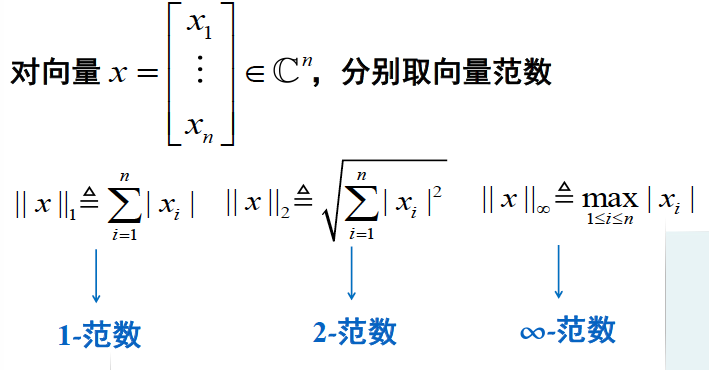 对向量 $x = \begin{bmatrix} x_1 \\ \vdots \\ x_n \end{bmatrix} \in \mathbb{C}^n$，分别取向量范数
$||x||_1 \triangleq \sum_{i=1}^{n} |x_i|$ $||x||_2 \triangleq \sqrt{\sum_{i=1}^{n} |x_i|^2}$ $||x||_\infty \triangleq \max_{1 \le i \le n} |x_i|$
1-范数 2-范数 ∞-范数